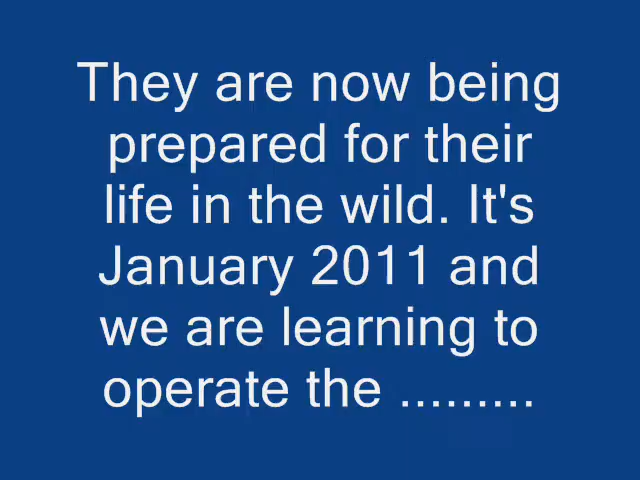 They are now being
prepared for their
life in the wild. It's
January 2011 and
we are learning to
operate the .........